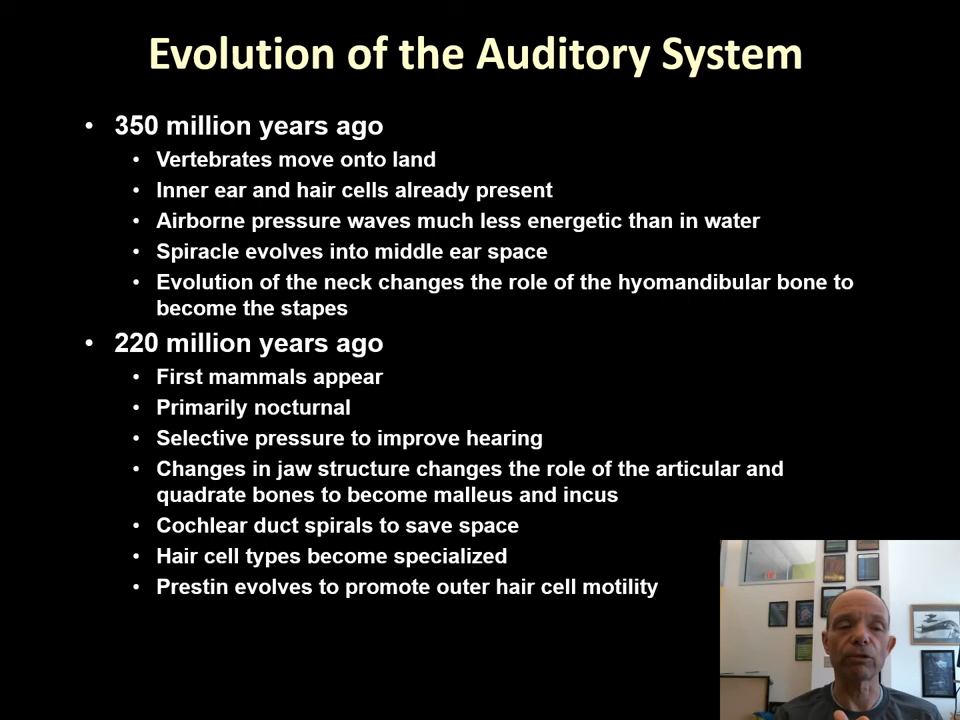 Evolution of the Auditory System
• 350 million years ago
• Vertebrates move onto land
• Inner ear and hair cells already present
• Airborne pressure waves much less energetic than in water
• Spiracle evolves into middle ear space
• Evolution of the neck changes the role of the hyomandibular bone to
become the stapes
• 220 million years ago
• First mammals appear
• Primarily nocturnal
• Selective pressure to improve hearing
• Changes in jaw structure changes the role of the articular and
quadrate bones to become malleus and incus
• Cochlear duct spirals to save space
• Hair cell types become specialized
• Prestin evolves to promote outer hair cell motility